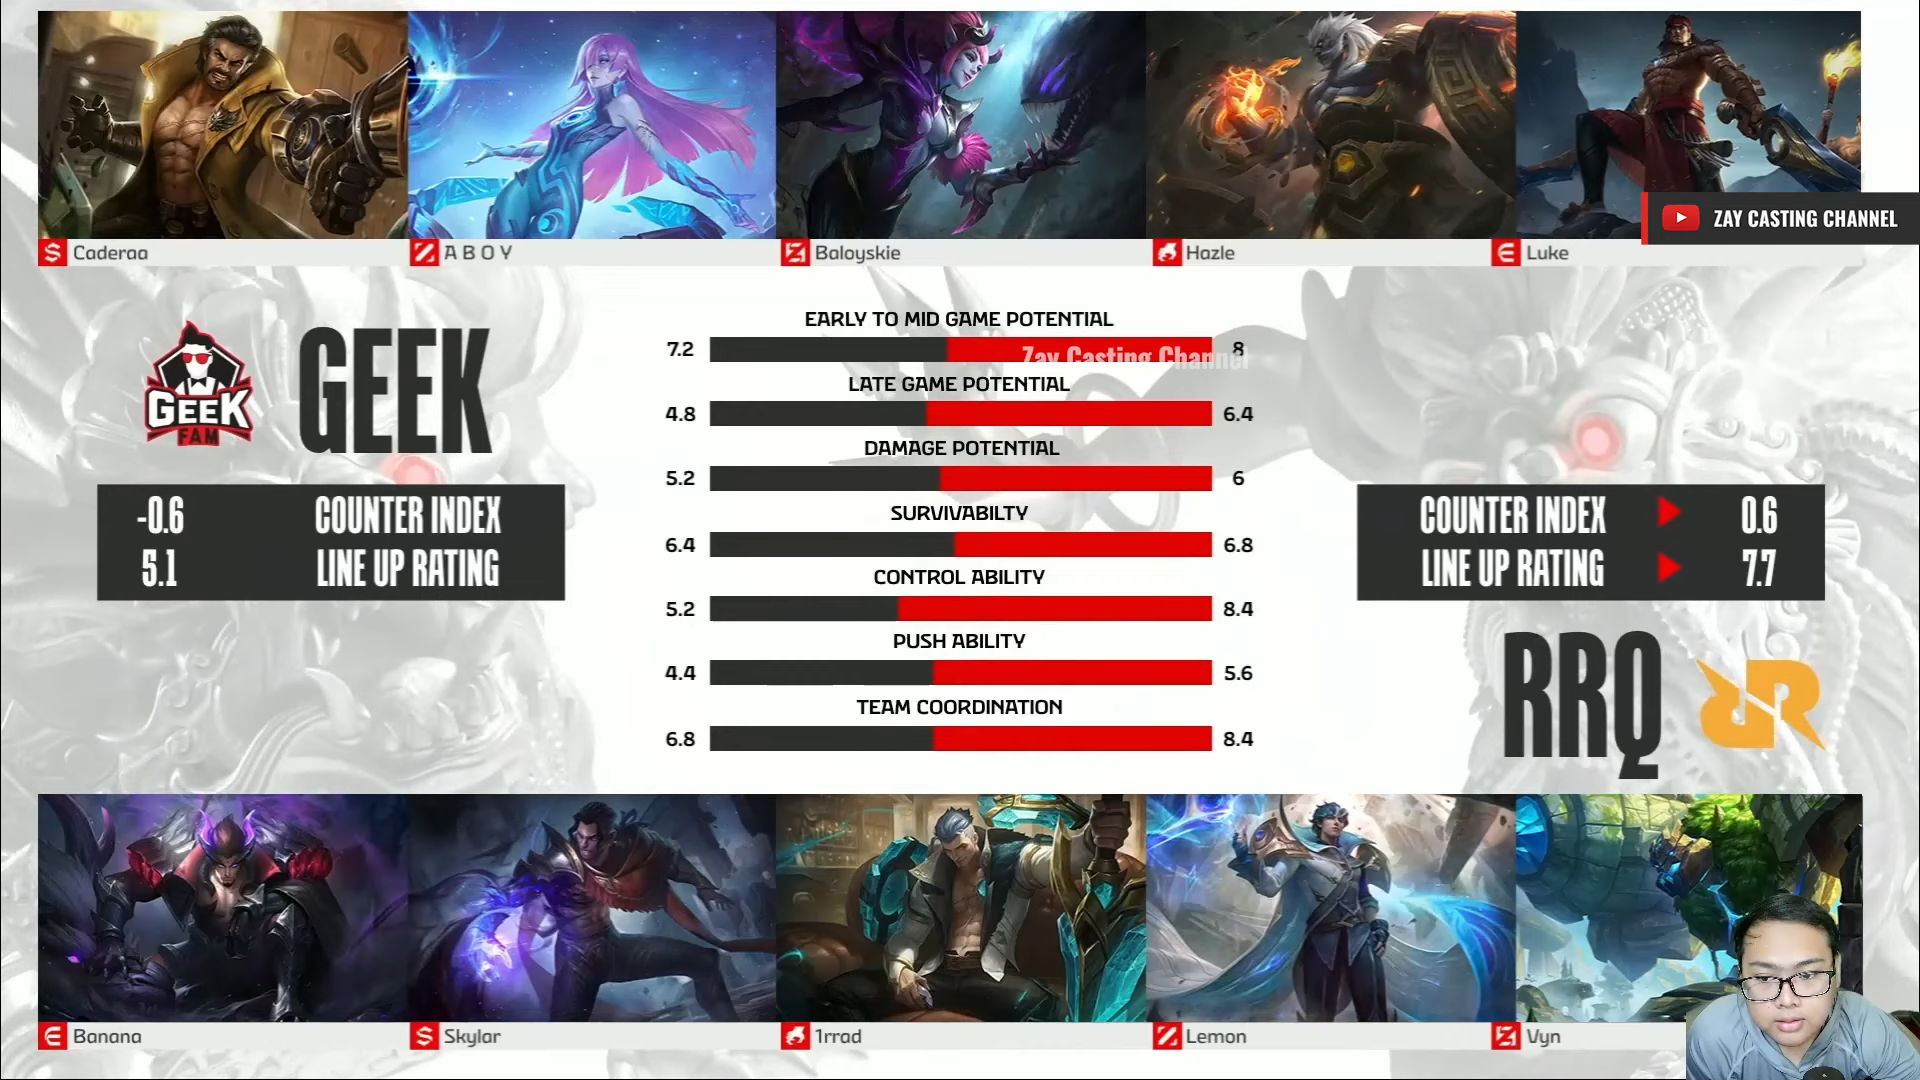 Caderaa
A B O Y
Baloyskie
Hazle
Luke
ZAY CASTING CHANNEL
GEEK FAM
GEEK
-0.6 COUNTER INDEX
5.1 LINE UP RATING
EARLY TO MID GAME POTENTIAL
7.2 8
Zay Casting Channel
LATE GAME POTENTIAL
4.8 6.4
DAMAGE POTENTIAL
5.2 6
SURVIVABILTY
6.4 6.8
CONTROL ABILITY
5.2 8.4
PUSH ABILITY
4.4 5.6
TEAM COORDINATION
6.8 8.4
COUNTER INDEX 0.6
LINE UP RATING 7.7
RRQ
Banana
Skylar
1rrad
Lemon
Vyn